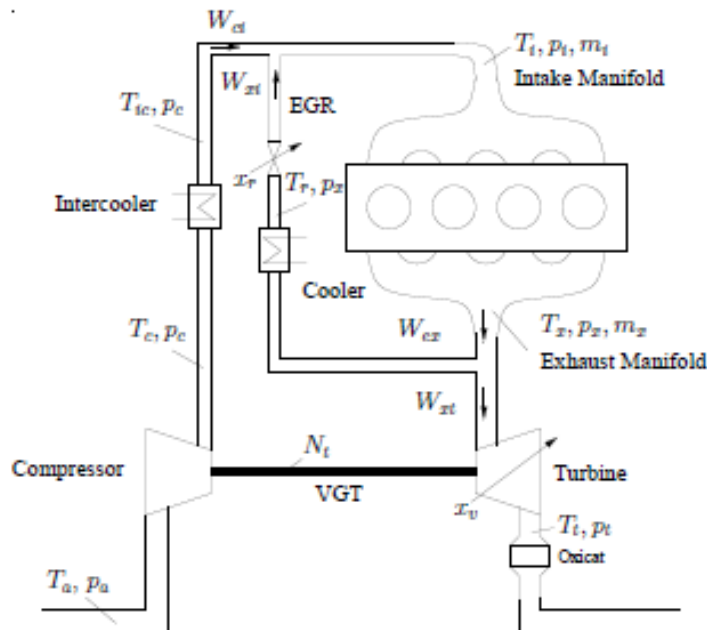 W_ci
T_i, p_i, m_i
Intake Manifold
W_xi
EGR
T_ic, p_c
x_r
T_r, p_x
Intercooler
Cooler
T_c, p_c
W_ex
T_x, p_x, m_x
Exhaust Manifold
W_xt
N_t
Compressor
Turbine
VGT
x_v
T_t, p_t
Oxicat
T_a, p_a